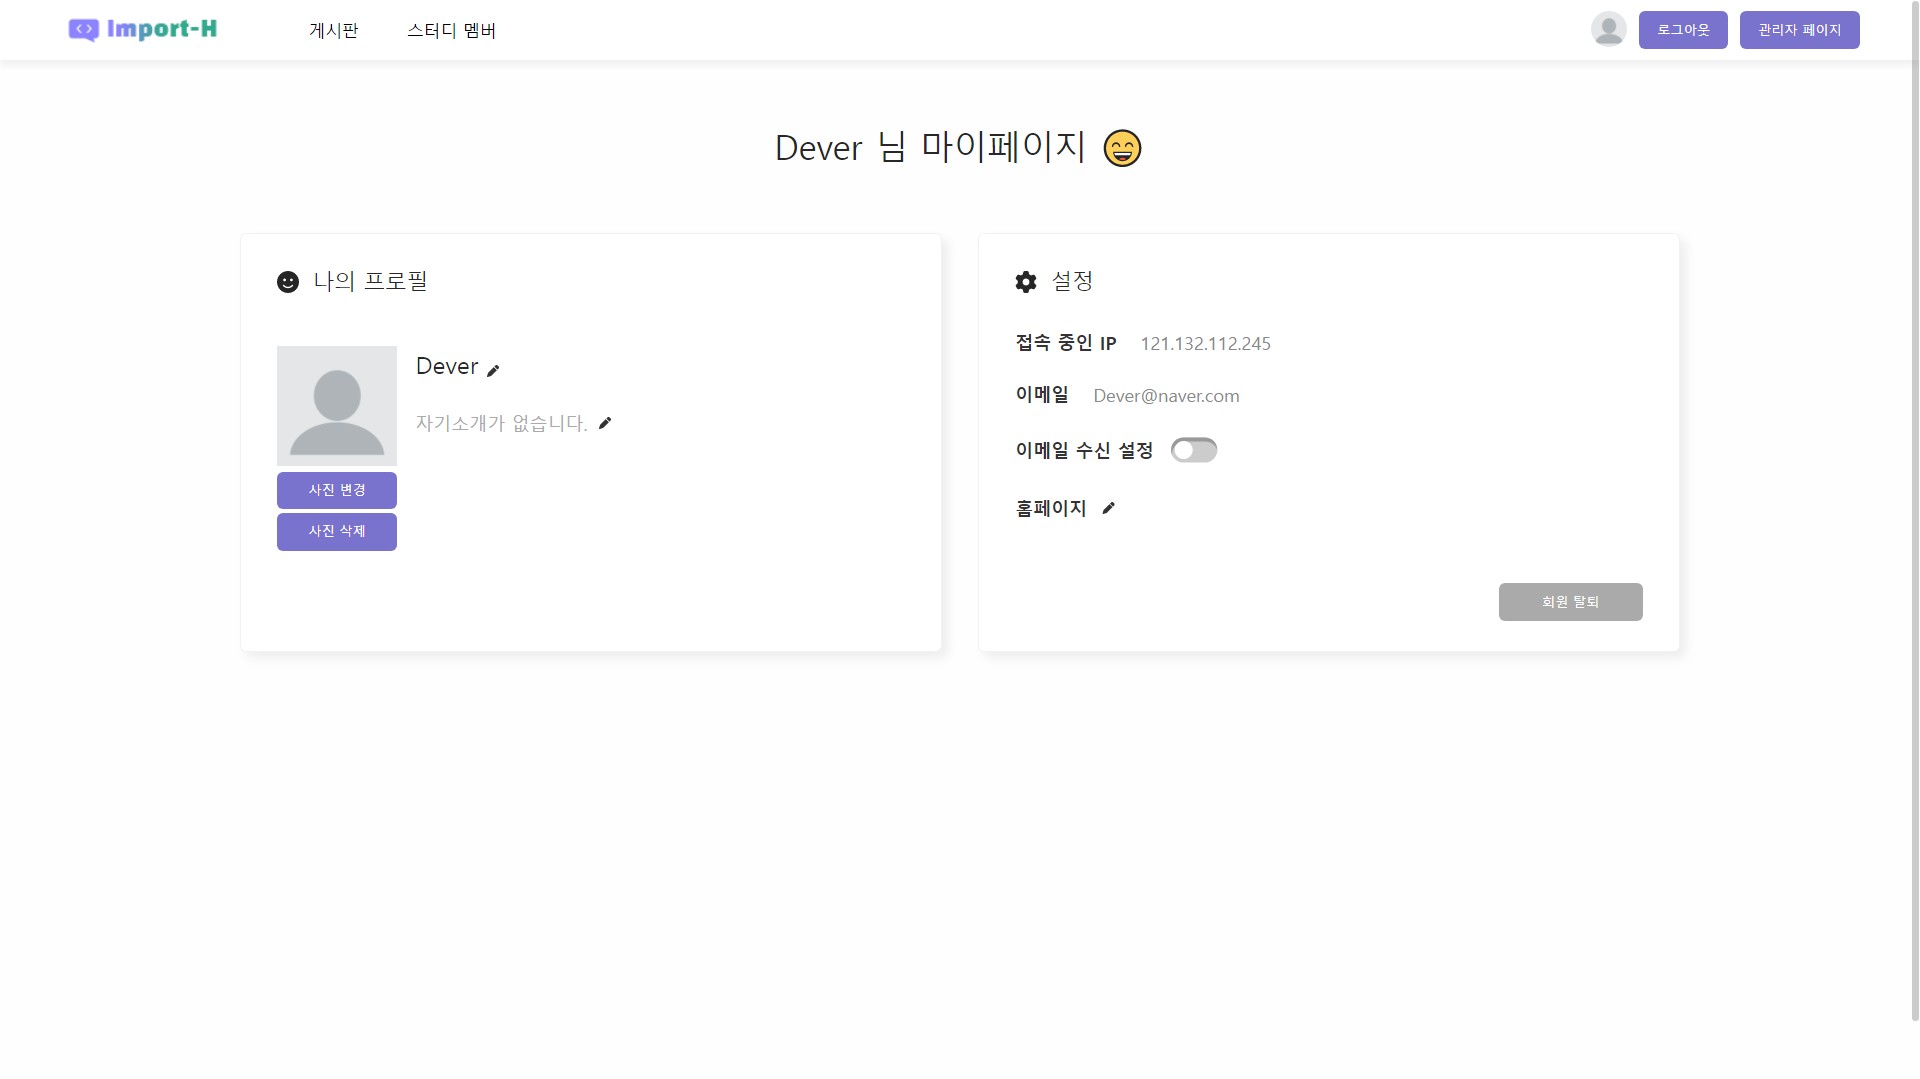 Import-H 게시판 스터디 멤버 로그아웃 관리자 페이지
Dever 님 마이페이지
나의 프로필
Dever
자기소개가 없습니다.
사진 변경
사진 삭제
설정
접속 중인 IP 121.132.112.245
이메일 Dever@naver.com
이메일 수신 설정
홈페이지
회원 탈퇴